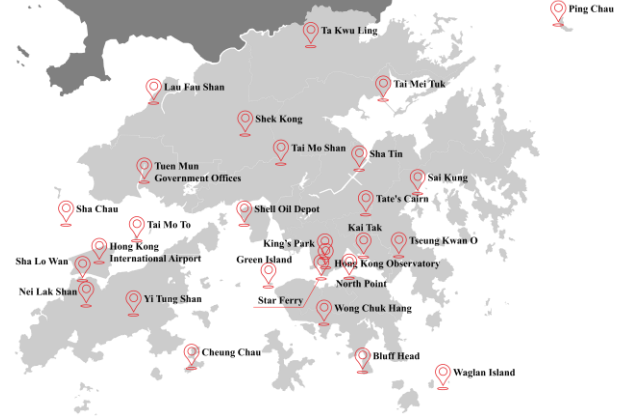 Ping Chau
Ta Kwu Ling
Lau Fau Shan
Tai Mei Tuk
Shek Kong
Tai Mo Shan
Sha Tin
Tuen Mun
Government Offices
Sai Kung
Tate's Cairn
Sha Chau
Shell Oil Depot
Tai Mo To
Kai Tak
King's Park
Tseung Kwan O
Hong Kong
International Airport
Sha Lo Wan
Green Island
Hong Kong Observatory
North Point
Nei Lak Shan
Yi Tung Shan
Star Ferry
Wong Chuk Hang
Cheung Chau
Bluff Head
Waglan Island